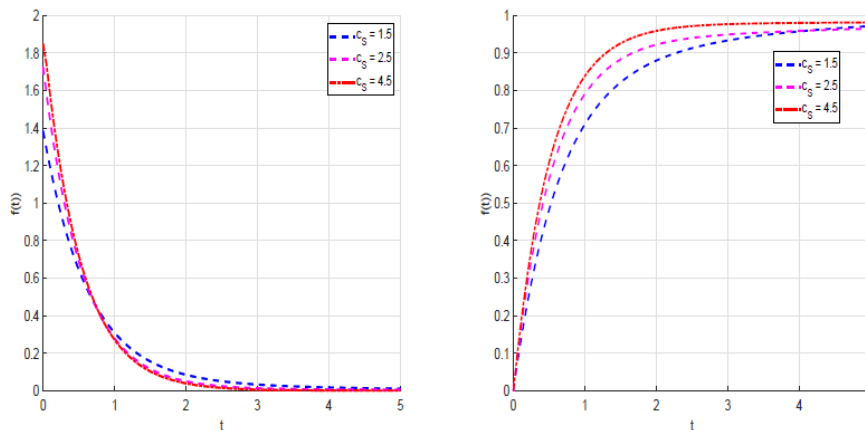 2
1.8
1.6
1.4
1.2
1
0.8
0.6
0.4
0.2
0
f(t))
0 1 2 3 4 5
t
c_S = 1.5
c_S = 2.5
c_S = 4.5
1
0.9
0.8
0.7
0.6
0.5
0.4
0.3
0.2
0.1
0
f(t))
0 1 2 3 4
t
c_S = 1.5
c_S = 2.5
c_S = 4.5